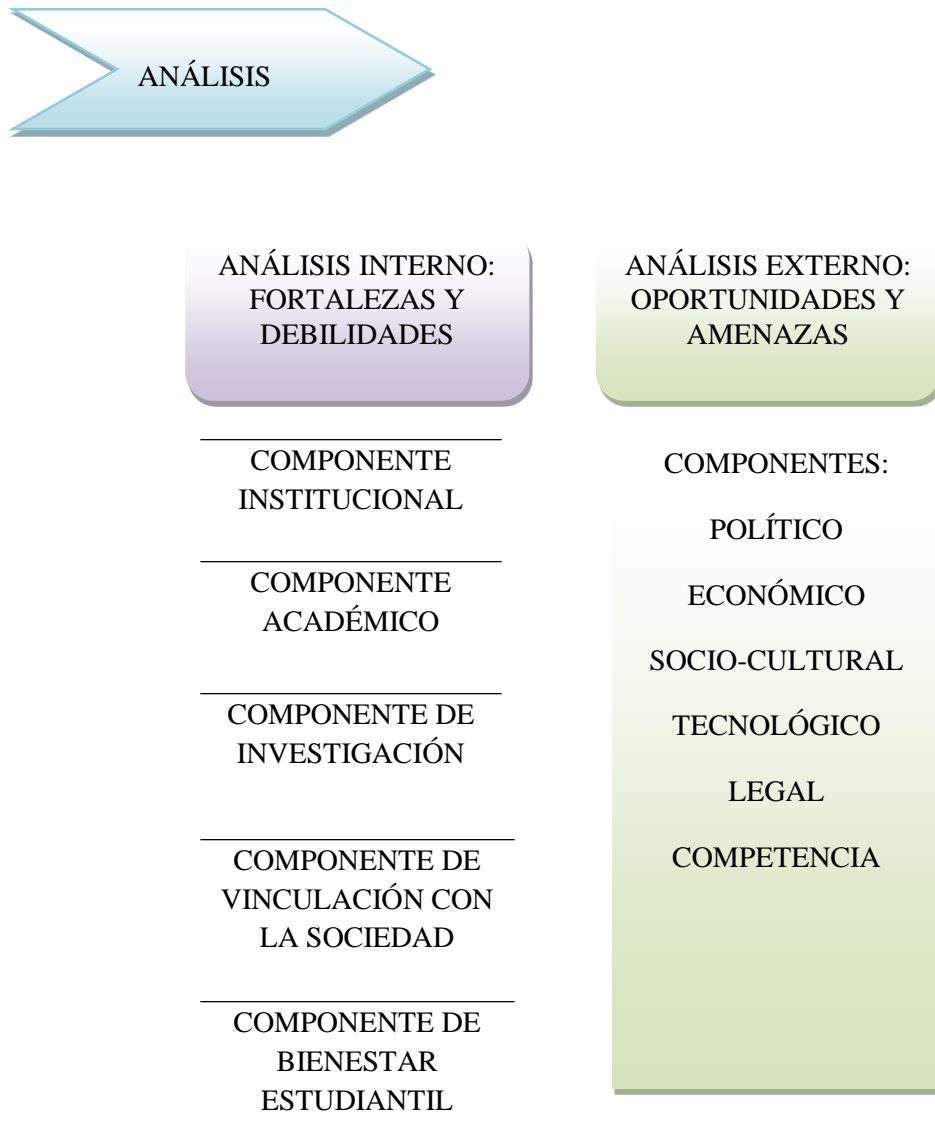 ANÁLISIS
ANÁLISIS INTERNO:
FORTALEZAS Y
DEBILIDADES
COMPONENTE
INSTITUCIONAL
COMPONENTE
ACADÉMICO
COMPONENTE DE
INVESTIGACIÓN
COMPONENTE DE
VINCULACIÓN CON
LA SOCIEDAD
COMPONENTE DE
BIENESTAR
ESTUDIANTIL
ANÁLISIS EXTERNO:
OPORTUNIDADES Y
AMENAZAS
COMPONENTES:
POLÍTICO
ECONÓMICO
SOCIO-CULTURAL
TECNOLÓGICO
LEGAL
COMPETENCIA